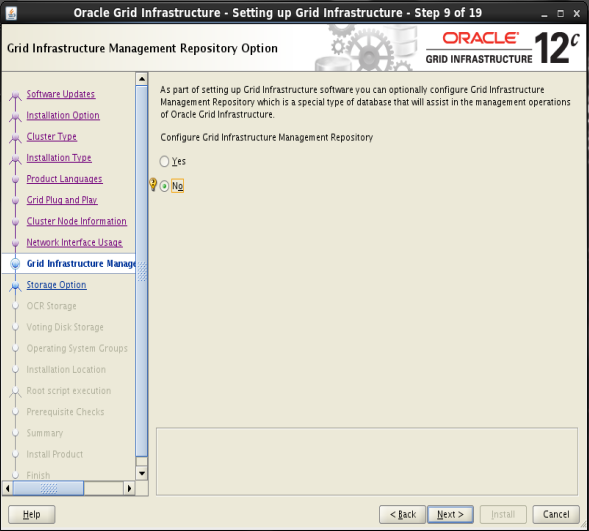 Oracle Grid Infrastructure - Setting up Grid Infrastructure - Step 9 of 19
Grid Infrastructure Management Repository Option
ORACLE
GRID INFRASTRUCTURE
12c
Software Updates
Installation Option
Cluster Type
Installation Type
Product Languages
Grid Plug and Play
Cluster Node Information
Network Interface Usage
Grid Infrastructure Manage
Storage Option
OCR Storage
Voting Disk Storage
Operating System Groups
Installation Location
Root script execution
Prerequisite Checks
Summary
Install Product
Finish
As part of setting up Grid Infrastructure software you can optionally configure Grid Infrastructure
Management Repository which is a special type of database that will assist in the management operations
of Oracle Grid Infrastructure.
Configure Grid Infrastructure Management Repository
Yes
No
Help
< Back
Next >
Install
Cancel